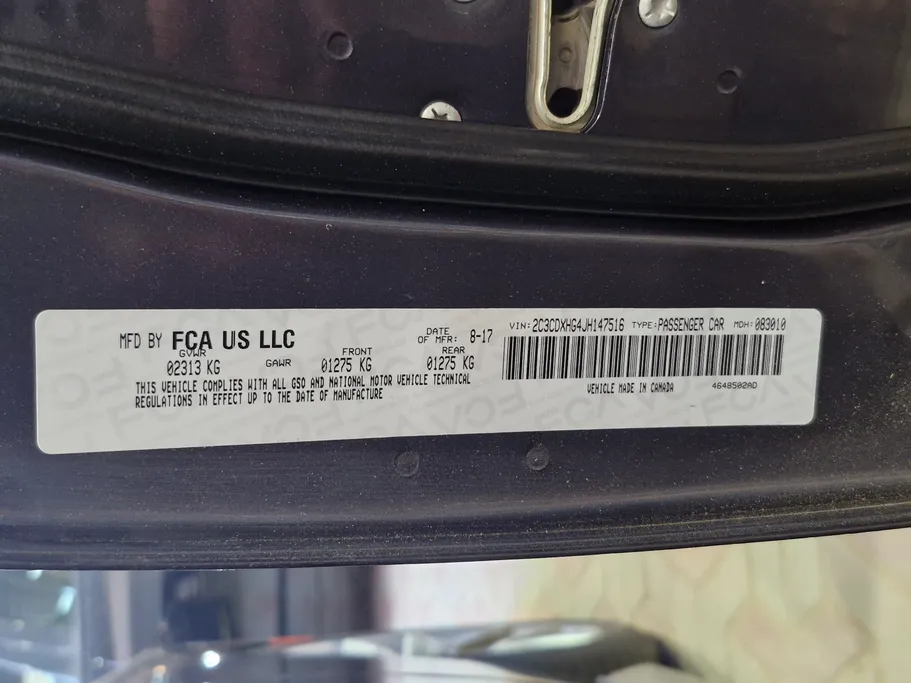 MFD BY FCA US LLC DATE OF MFR: 8-17
GVWR 02313 KG GAWR FRONT 01275 KG REAR 01275 KG
THIS VEHICLE COMPLIES WITH ALL GSO AND NATIONAL MOTOR VEHICLE TECHNICAL
REGULATIONS IN EFFECT UP TO THE DATE OF MANUFACTURE
VIN: 2C3CDXHG4JH147516 TYPE: PASSENGER CAR MDH: 083010
VEHICLE MADE IN CANADA 4648502AD